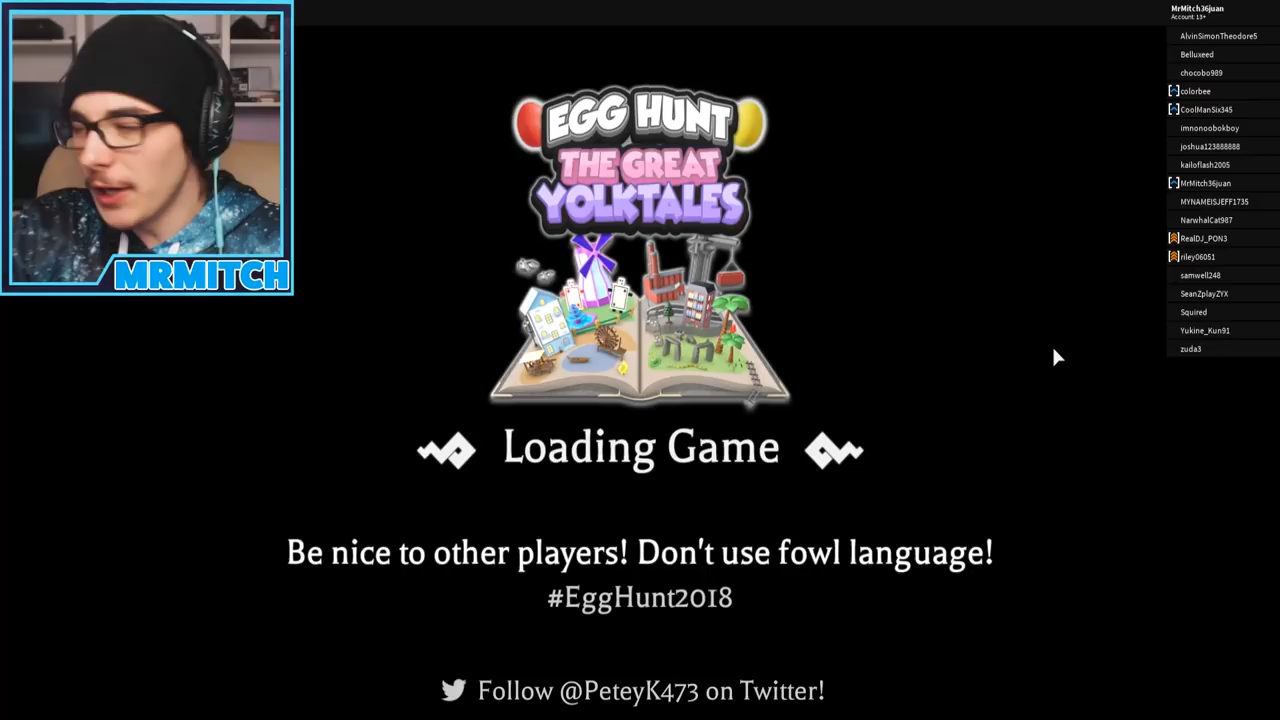 MrMitch36juan
Account: 13+
AlvinSimonTheodore5
Belluxeed
chocobo989
colorbee
CoolManSix345
imnonoobokboy
joshua123888888
kailoflash2005
MrMitch36juan
MYNAMEISJEFF1735
NarwhalCat987
RealDJ_PON3
riley06051
samwell248
SeanZplayZYX
Squired
Yukine_Kun91
zuda3
MRMITCH
EGG HUNT
THE GREAT
YOLKTALES
Loading Game
Be nice to other players! Don't use fowl language!
#EggHunt2018
Follow @PeteyK473 on Twitter!